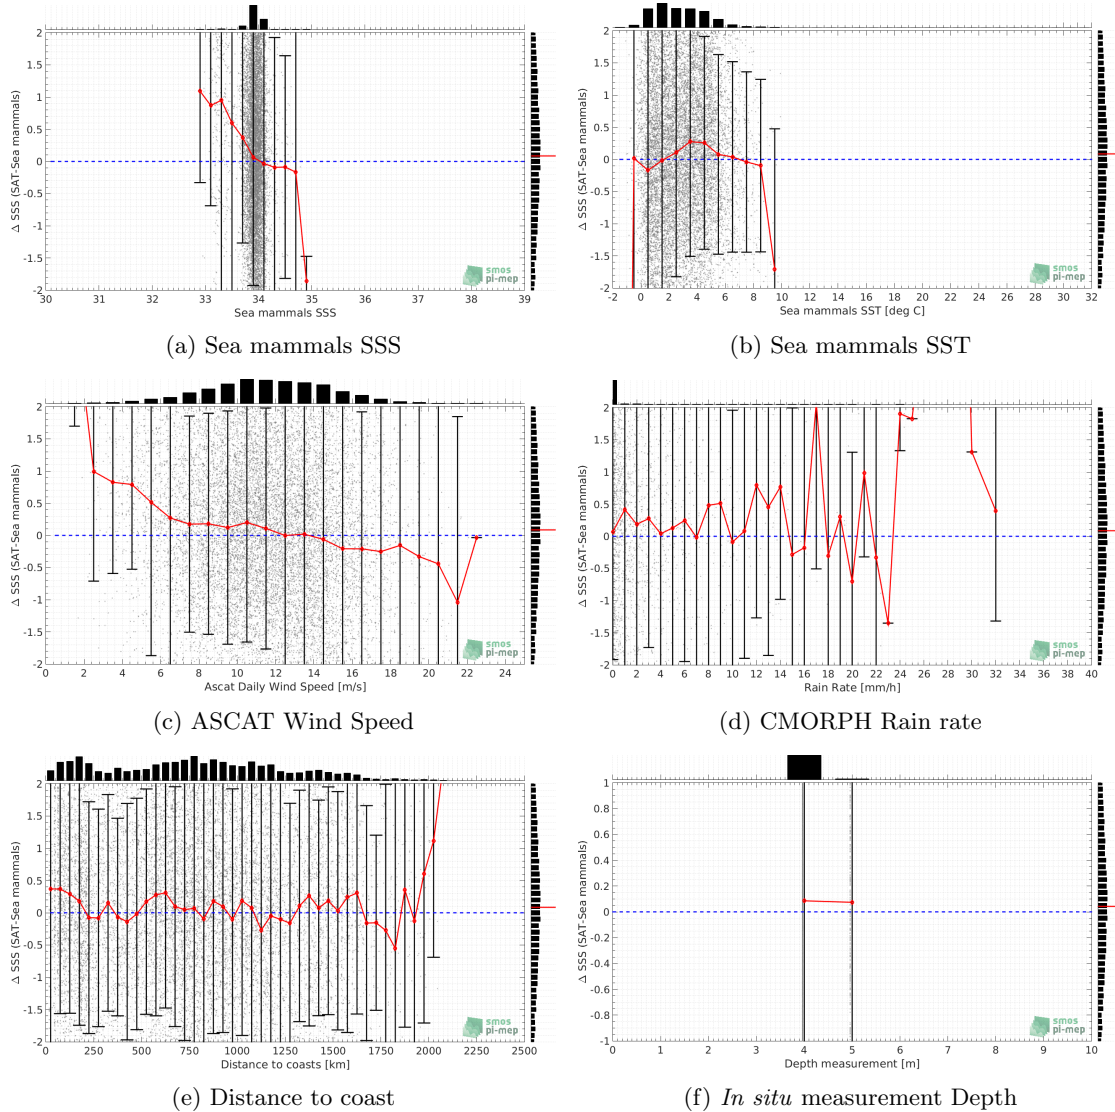 2
1.5
1
0.5
0
-0.5
-1
-1.5
-2
Δ SSS (SAT-Sea mammals)
30 31 32 33 34 35 36 37 38 39
Sea mammals SSS
smos
pi-mep
(a) Sea mammals SSS
2
1.5
1
0.5
0
-0.5
-1
-1.5
-2
Δ SSS (SAT-Sea mammals)
-2 0 2 4 6 8 10 12 14 16 18 20 22 24 26 28 30 32
Sea mammals SST [deg C]
smos
pi-mep
(b) Sea mammals SST
2
1.5
1
0.5
0
-0.5
-1
-1.5
-2
Δ SSS (SAT-Sea mammals)
0 2 4 6 8 10 12 14 16 18 20 22 24
Ascat Daily Wind Speed [m/s]
smos
pi-mep
(c) ASCAT Wind Speed
2
1.5
1
0.5
0
-0.5
-1
-1.5
-2
Δ SSS (SAT-Sea mammals)
0 2 4 6 8 10 12 14 16 18 20 22 24 26 28 30 32 34 36 38 40
Rain Rate [mm/h]
smos
pi-mep
(d) CMORPH Rain rate
2
1.5
1
0.5
0
-0.5
-1
-1.5
-2
Δ SSS (SAT-Sea mammals)
0 250 500 750 1000 1250 1500 1750 2000 2250 2500
Distance to coasts [km]
smos
pi-mep
(e) Distance to coast
1
0.8
0.6
0.4
0.2
0
-0.2
-0.4
-0.6
-0.8
-1
Δ SSS (SAT-Sea mammals)
0 1 2 3 4 5 6 7 8 9 10
Depth measurement [m]
smos
pi-mep
(f) In situ measurement Depth